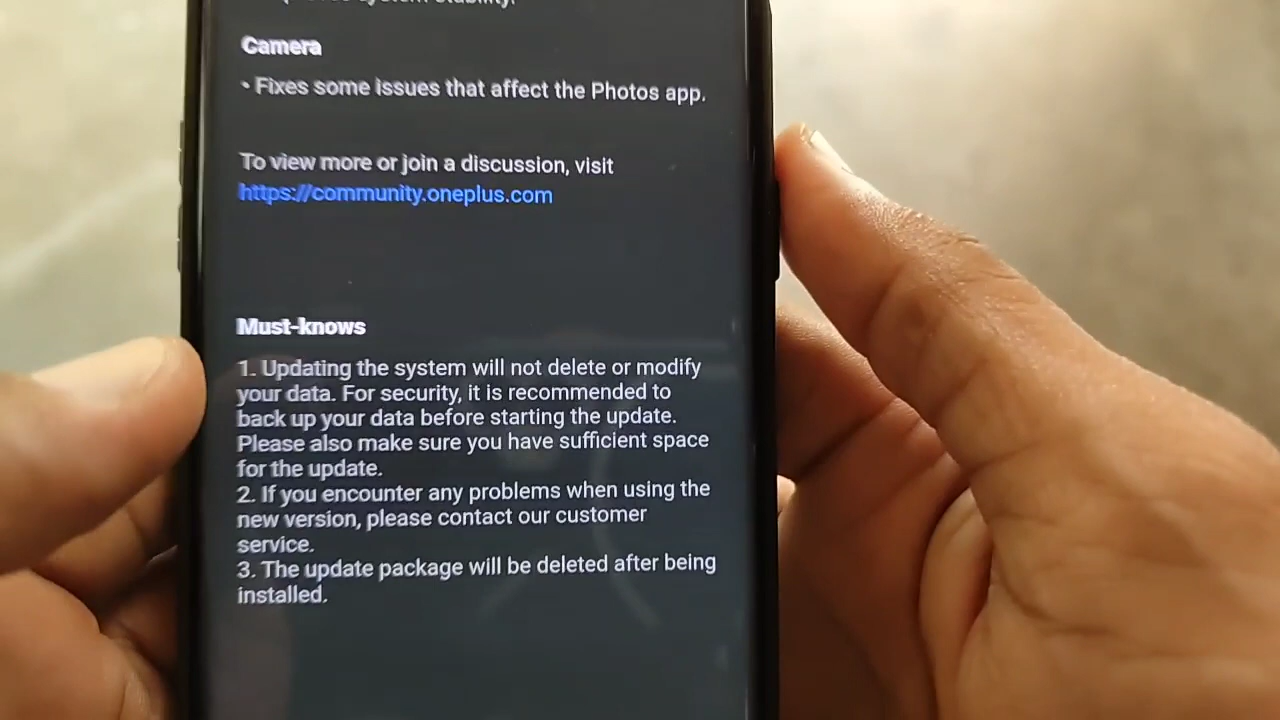 system stability.
Camera
• Fixes some issues that affect the Photos app.
To view more or join a discussion, visit
https://community.oneplus.com
Must-knows
1. Updating the system will not delete or modify
your data. For security, it is recommended to
back up your data before starting the update.
Please also make sure you have sufficient space
for the update.
2. If you encounter any problems when using the
new version, please contact our customer
service.
3. The update package will be deleted after being
installed.